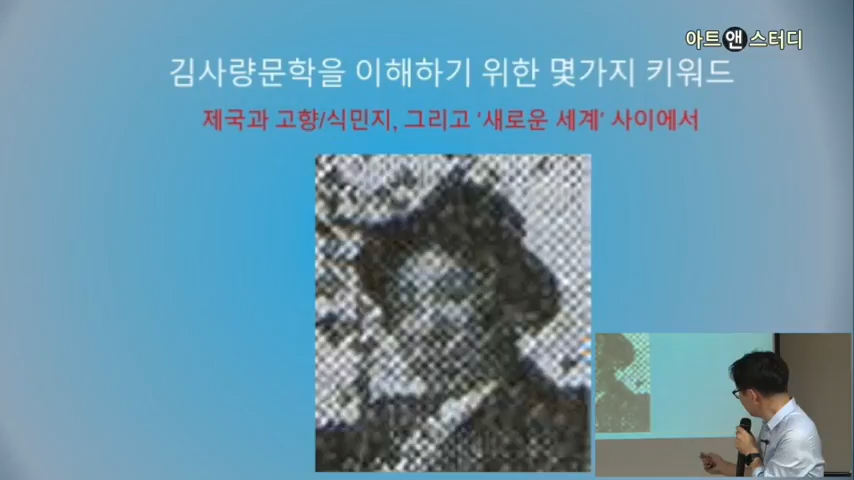 아트앤스터디
김사량문학을 이해하기 위한 몇가지 키워드
제국과 고향/식민지, 그리고 '새로운 세계' 사이에서